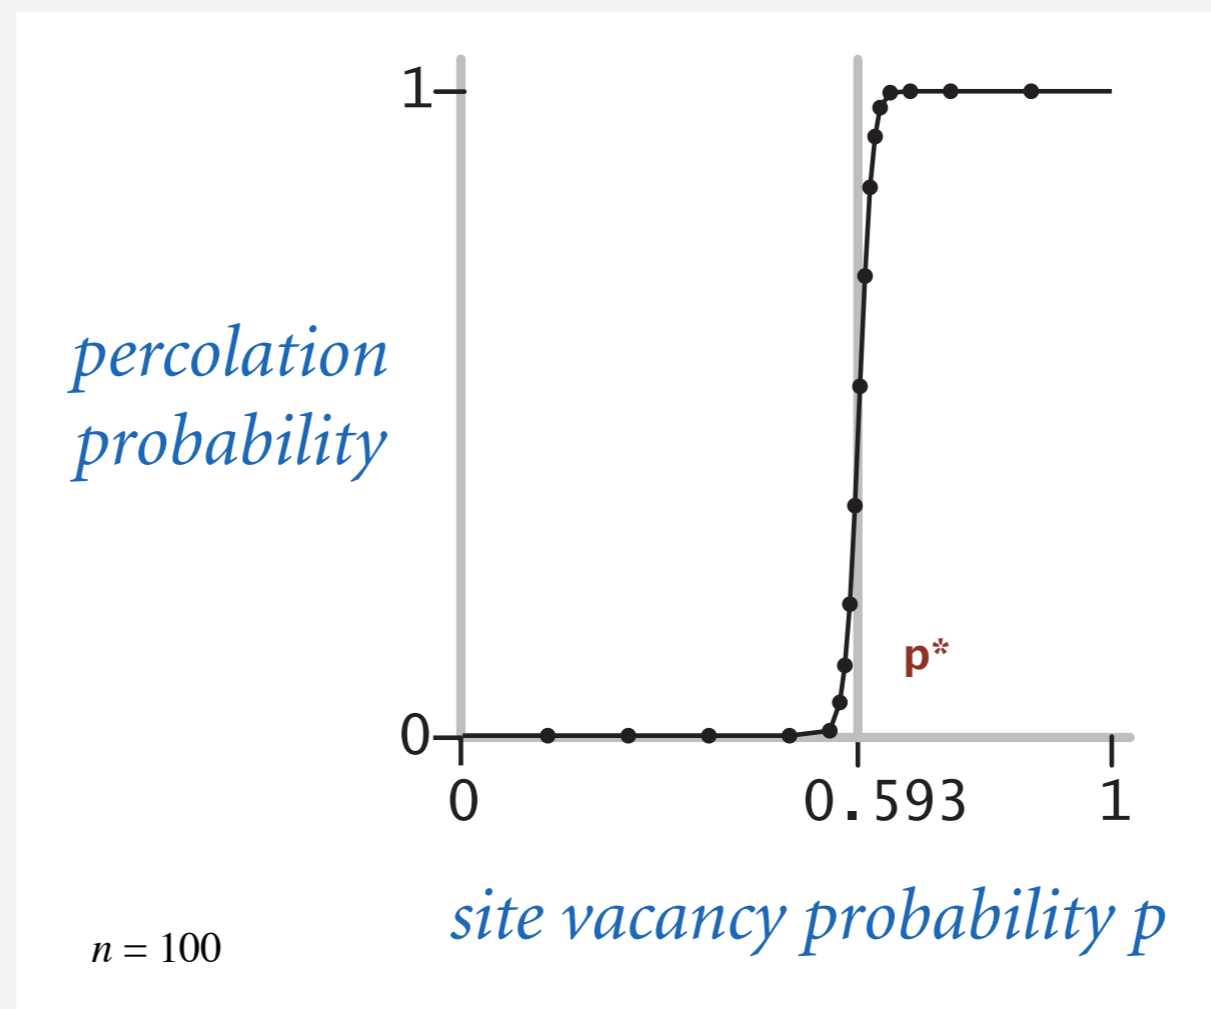 1
percolation
probability
p*
0
0 0.593 1
site vacancy probability p
n = 100